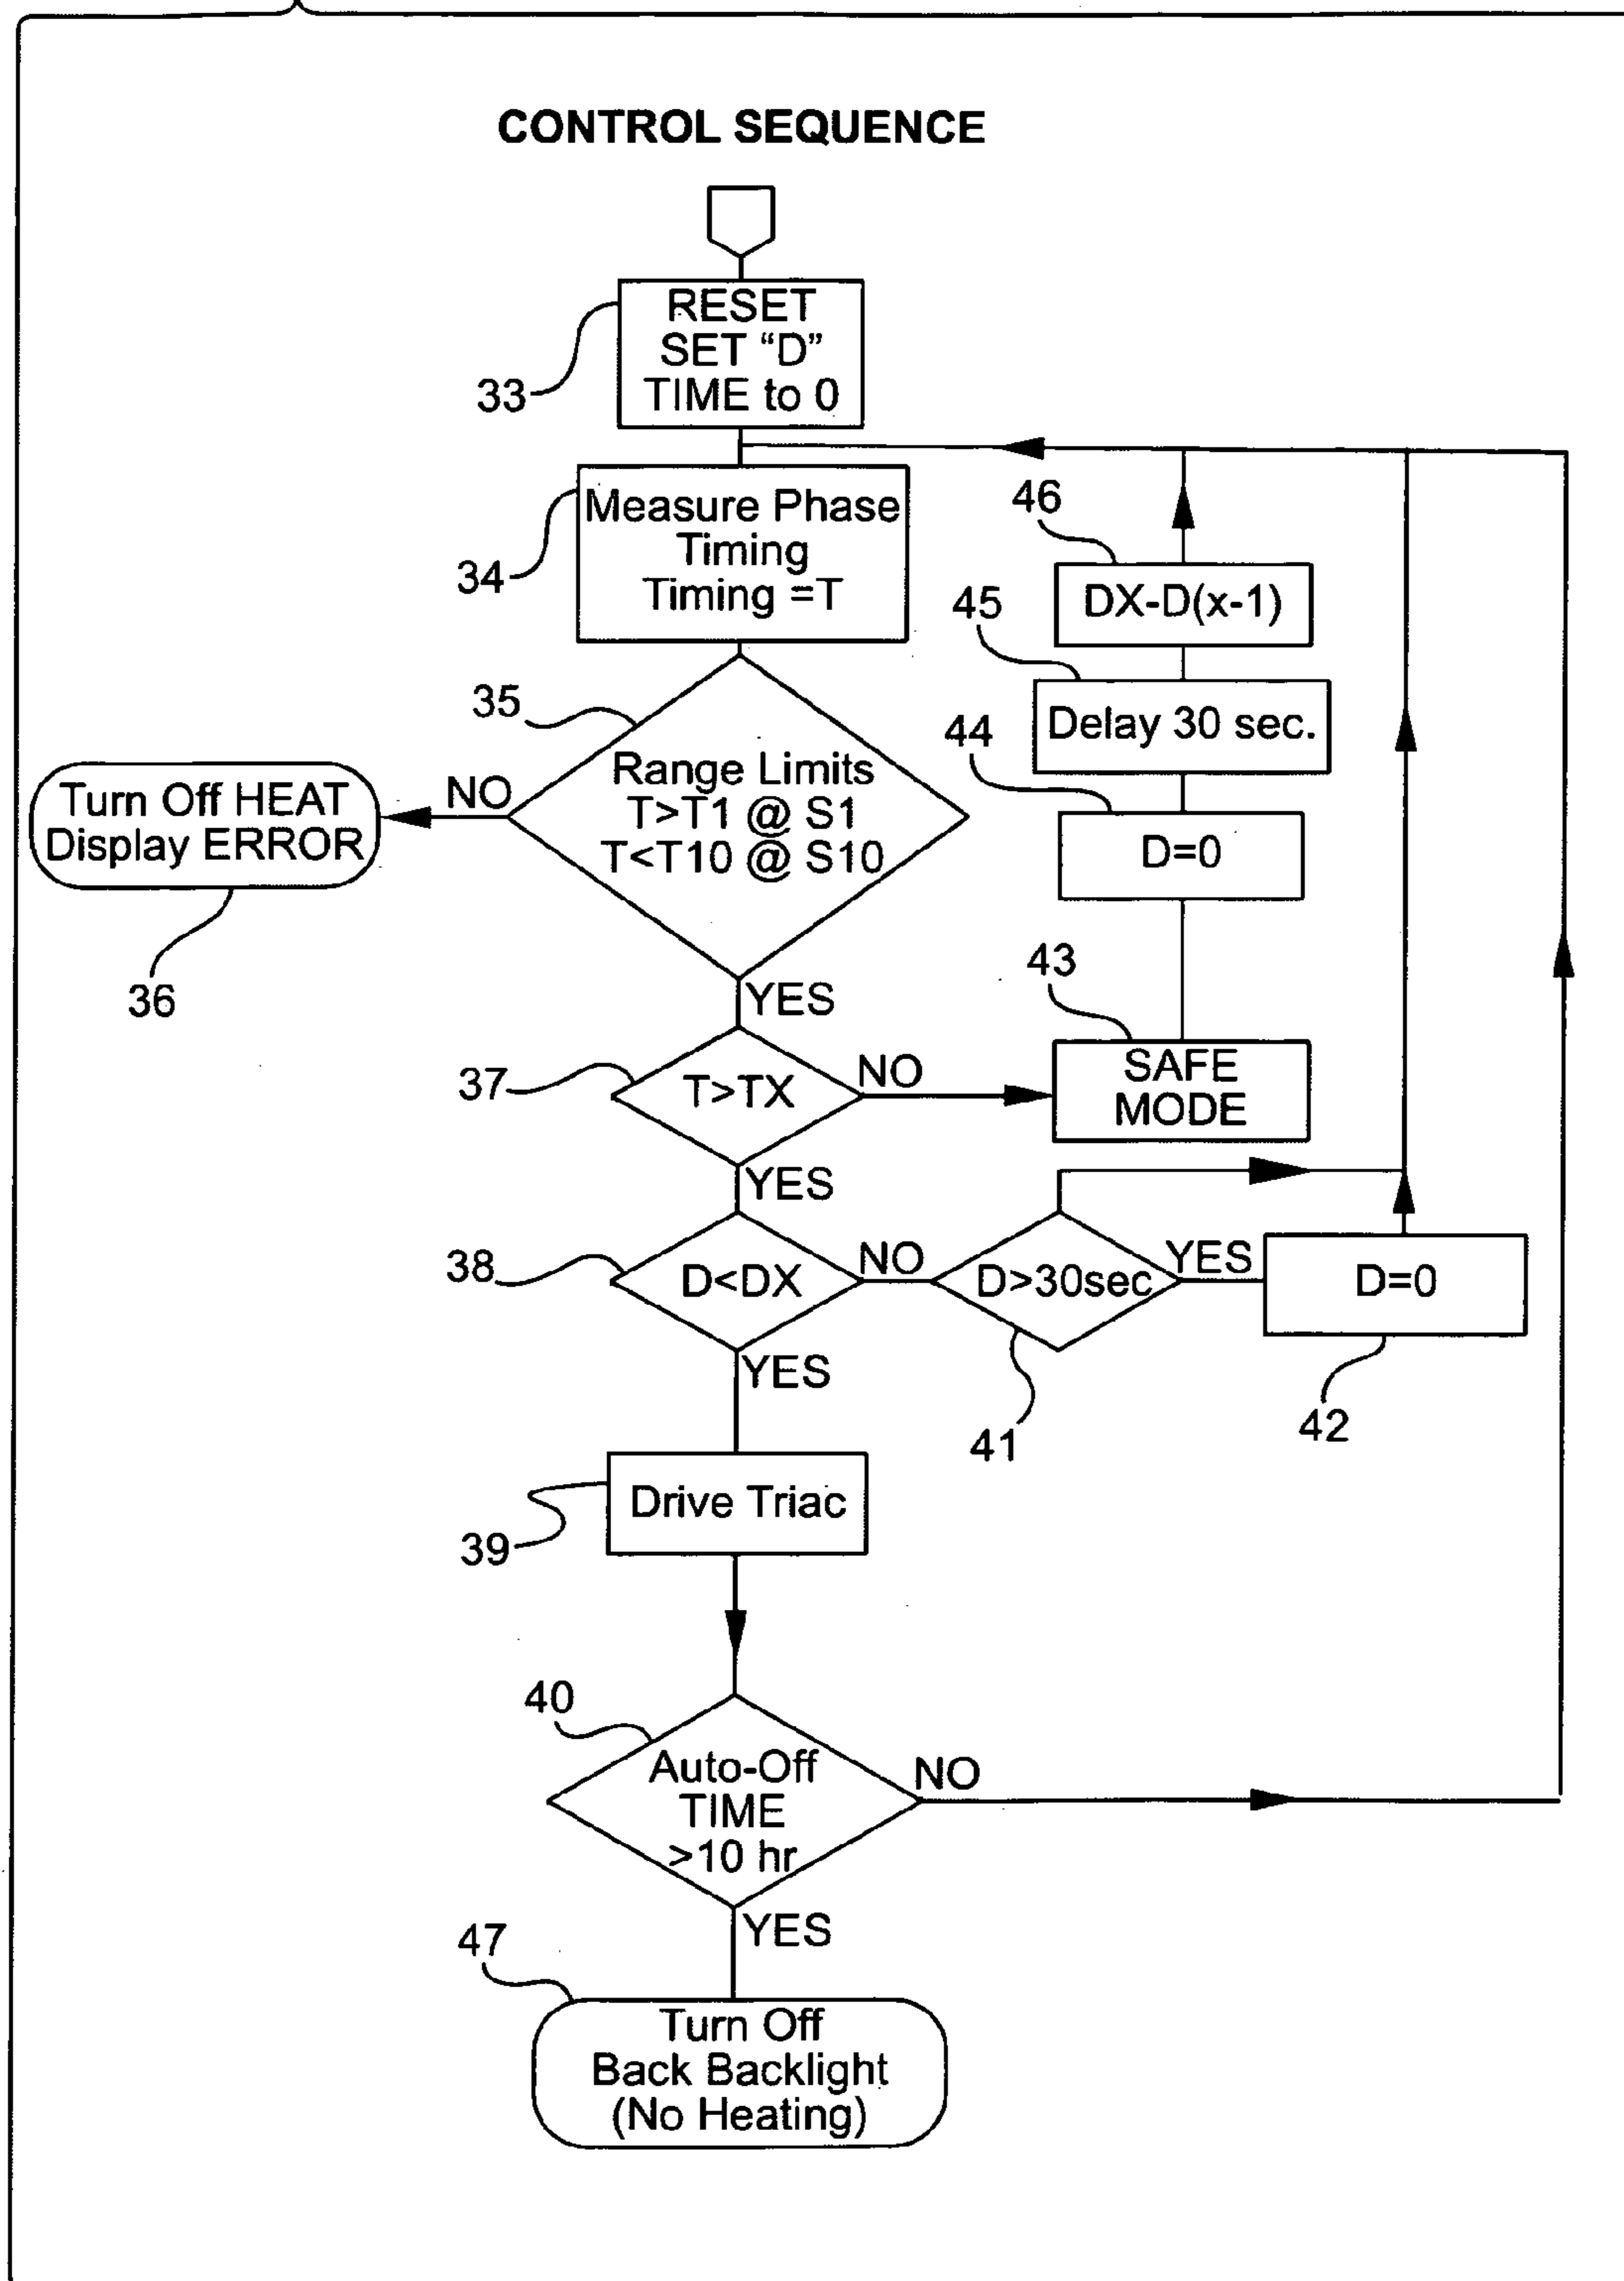 CONTROL SEQUENCE
RESET
SET “D”
TIME to 0
33
Measure Phase
Timing
Timing =T
34
46
DX-D(x-1)
45
Delay 30 sec.
44
D=0
35
Range Limits
T>T1 @ S1
T<T10 @ S10
NO
Turn Off HEAT
Display ERROR
36
YES
43
SAFE
MODE
37
T>TX
NO
YES
38
D<DX
NO
D>30sec
YES
D=0
41
42
YES
Drive Triac
39
40
Auto-Off
TIME
>10 hr
NO
YES
47
Turn Off
Back Backlight
(No Heating)